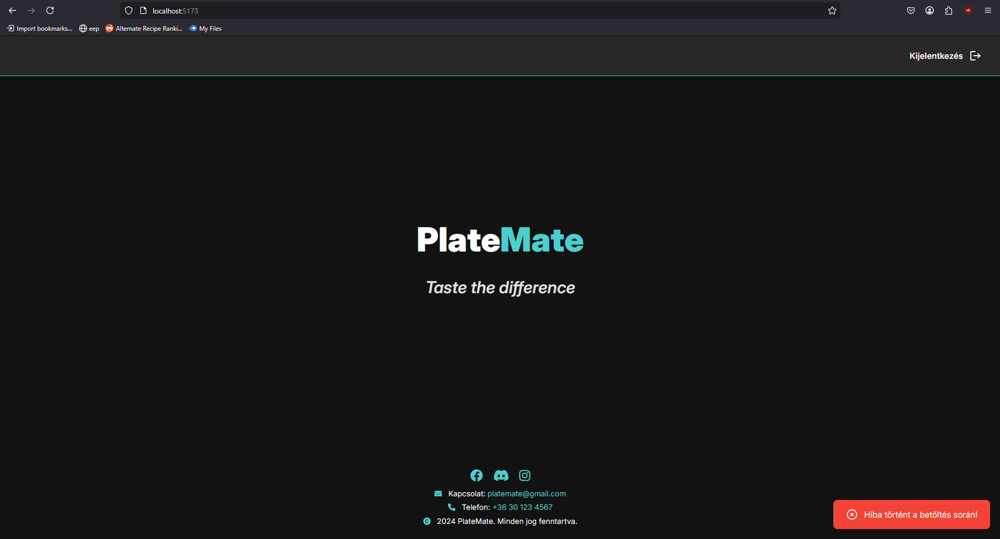 localhost:5173
Import bookmarks... eep Alternate Recipe Ranki... My Files
Kijelentkezés
PlateMate
Taste the difference
Kapcsolat: platemate@gmail.com
Telefon: +36 30 123 4567
2024 PlateMate. Minden jog fenntartva.
Hiba történt a betöltés során!